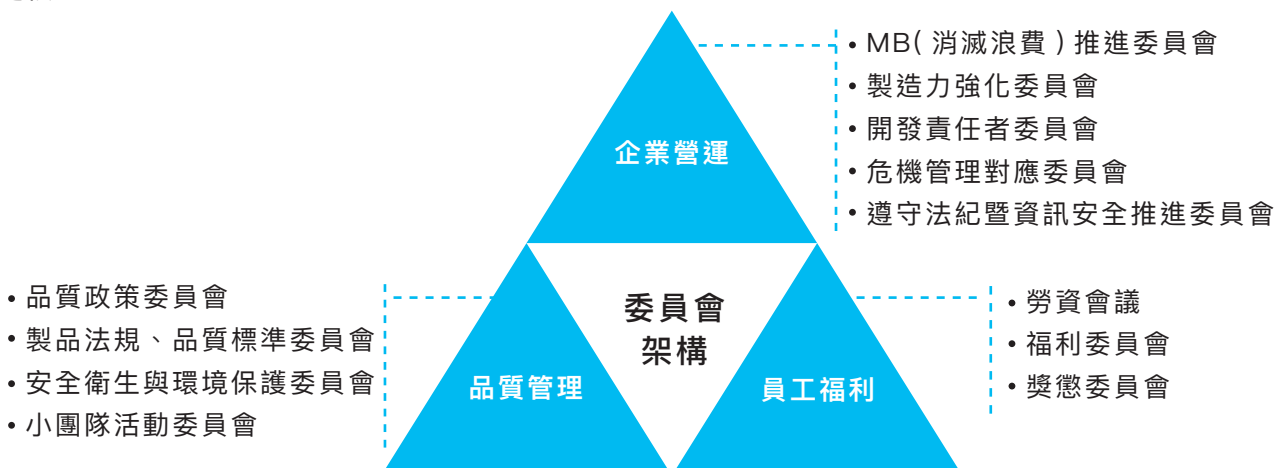 • MB( 消滅浪費 ) 推進委員會
• 製造力強化委員會
• 開發責任者委員會
• 危機管理對應委員會
• 遵守法紀暨資訊安全推進委員會
企業營運
• 品質政策委員會
• 製品法規、品質標準委員會
• 安全衛生與環境保護委員會
• 小團隊活動委員會
品質管理
委員會
架構
員工福利
• 勞資會議
• 福利委員會
• 獎懲委員會